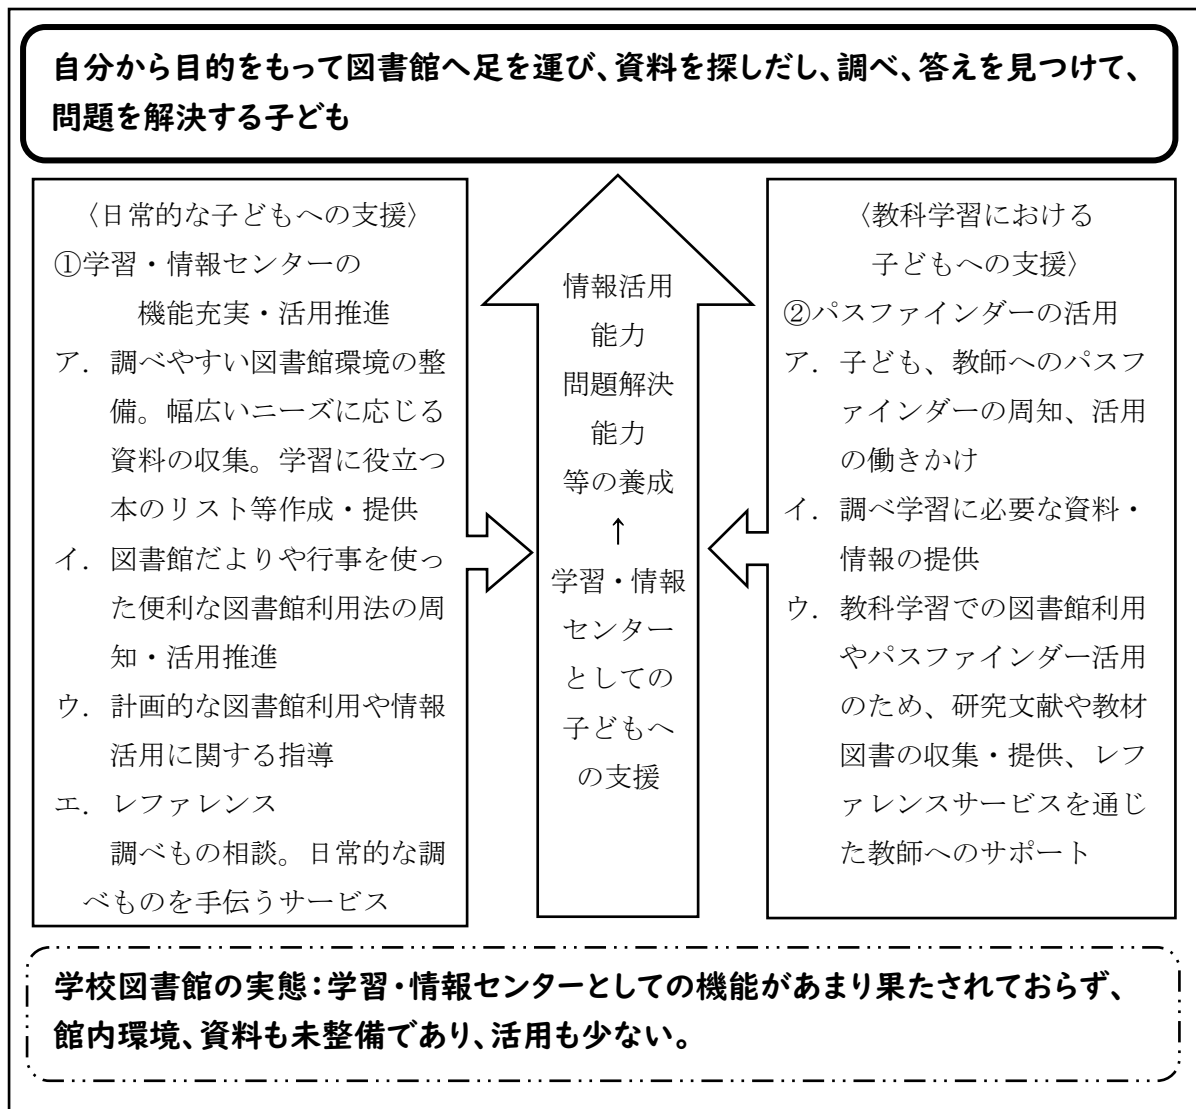 自分から目的をもって図書館へ足を運び、資料を探しだし、調べ、答えを見つけて、
問題を解決する子ども
〈日常的な子どもへの支援〉
①学習・情報センターの
機能充実・活用推進
ア．調べやすい図書館環境の整
備。幅広いニーズに応じる
資料の収集。学習に役立つ
本のリスト等作成・提供
イ．図書館だよりや行事を使っ
た便利な図書館利用法の周
知・活用推進
ウ．計画的な図書館利用や情報
活用に関する指導
エ．レファレンス
調べもの相談。日常的な調
べものを手伝うサービス
情報活用
能力
問題解決
能力
等の養成
↑
学習・情報
センター
としての
子どもへ
の支援
〈教科学習における
子どもへの支援〉
②パスファインダーの活用
ア．子ども、教師へのパスフ
ァインダーの周知、活用
の働きかけ
イ．調べ学習に必要な資料・
情報の提供
ウ．教科学習での図書館利用
やパスファインダー活用
のため、研究文献や教材
図書の収集・提供、レフ
ァレンスサービスを通じ
た教師へのサポート
学校図書館の実態：学習・情報センターとしての機能があまり果たされておらず、
館内環境、資料も未整備であり、活用も少ない。